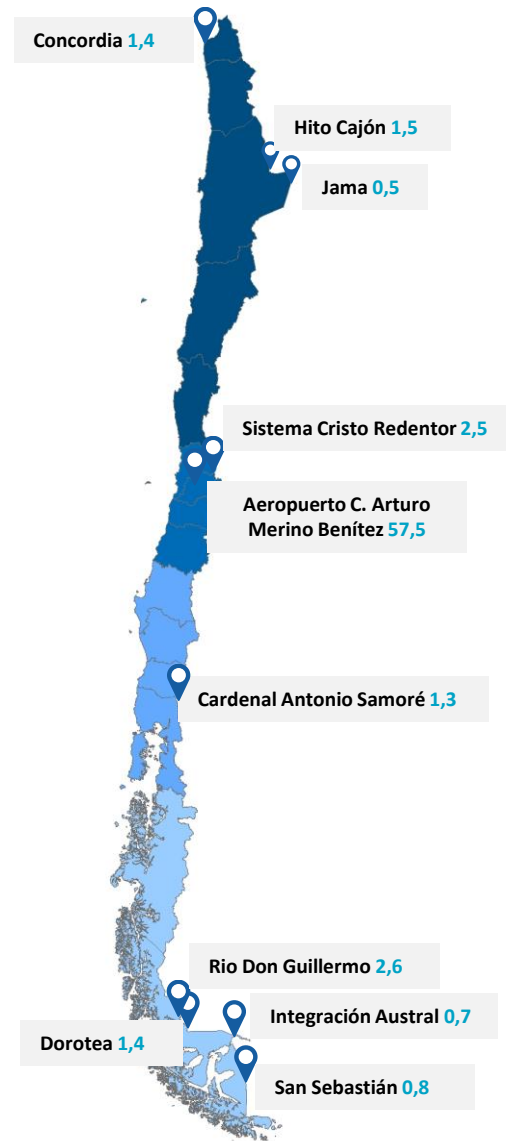 Concordia 1,4
Hito Cajón 1,5
Jama 0,5
Sistema Cristo Redentor 2,5
Aeropuerto C. Arturo
Merino Benítez 57,5
Cardenal Antonio Samoré 1,3
Rio Don Guillermo 2,6
Integración Austral 0,7
Dorotea 1,4
San Sebastián 0,8